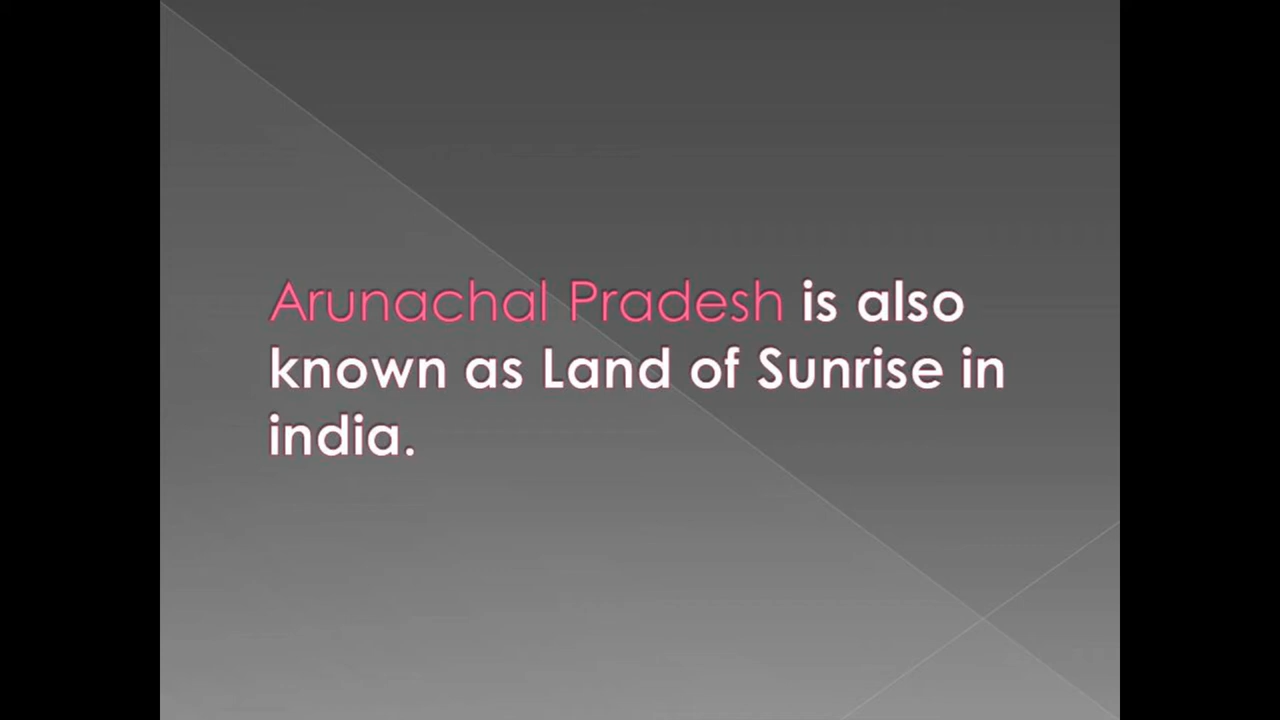 Arunachal Pradesh is also
known as Land of Sunrise in
india.